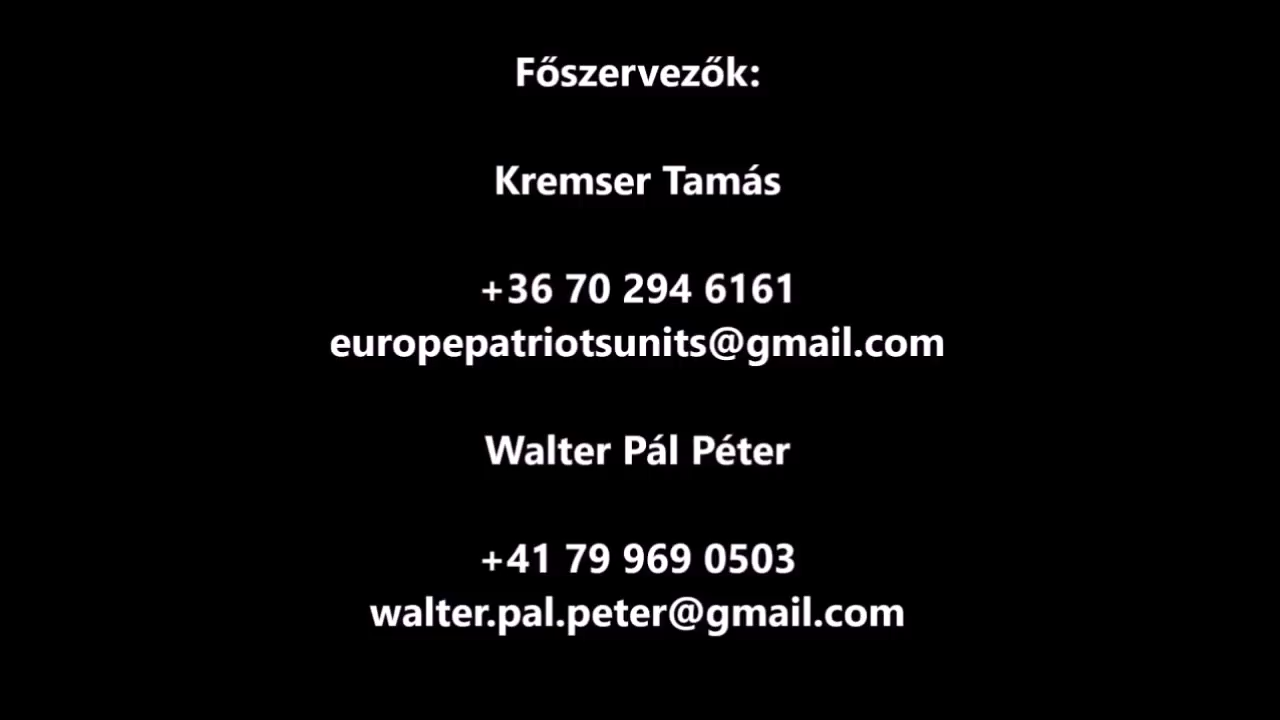 Főszervezők:
Kremser Tamás
+36 70 294 6161
europepatriotsunits@gmail.com
Walter Pál Péter
+41 79 969 0503
walter.pal.peter@gmail.com